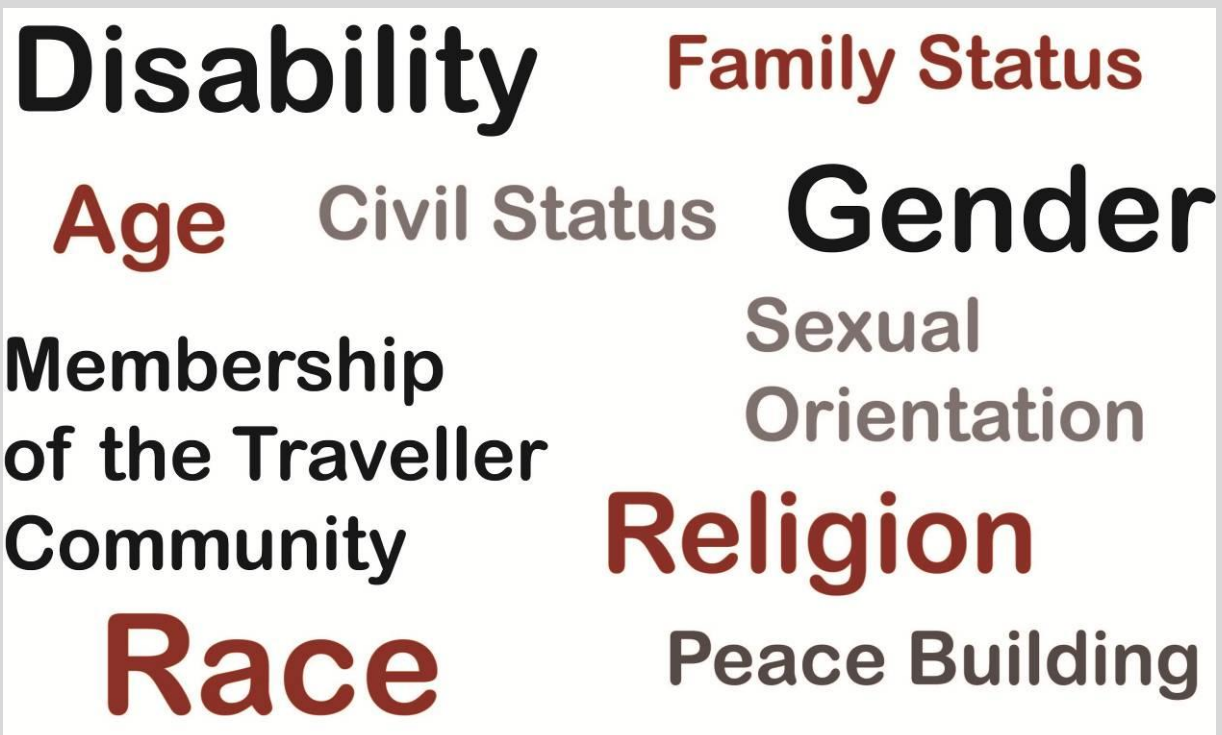 Disability
Family Status
Age
Civil Status
Gender
Sexual
Orientation
Membership
of the Traveller
Community
Religion
Race
Peace Building